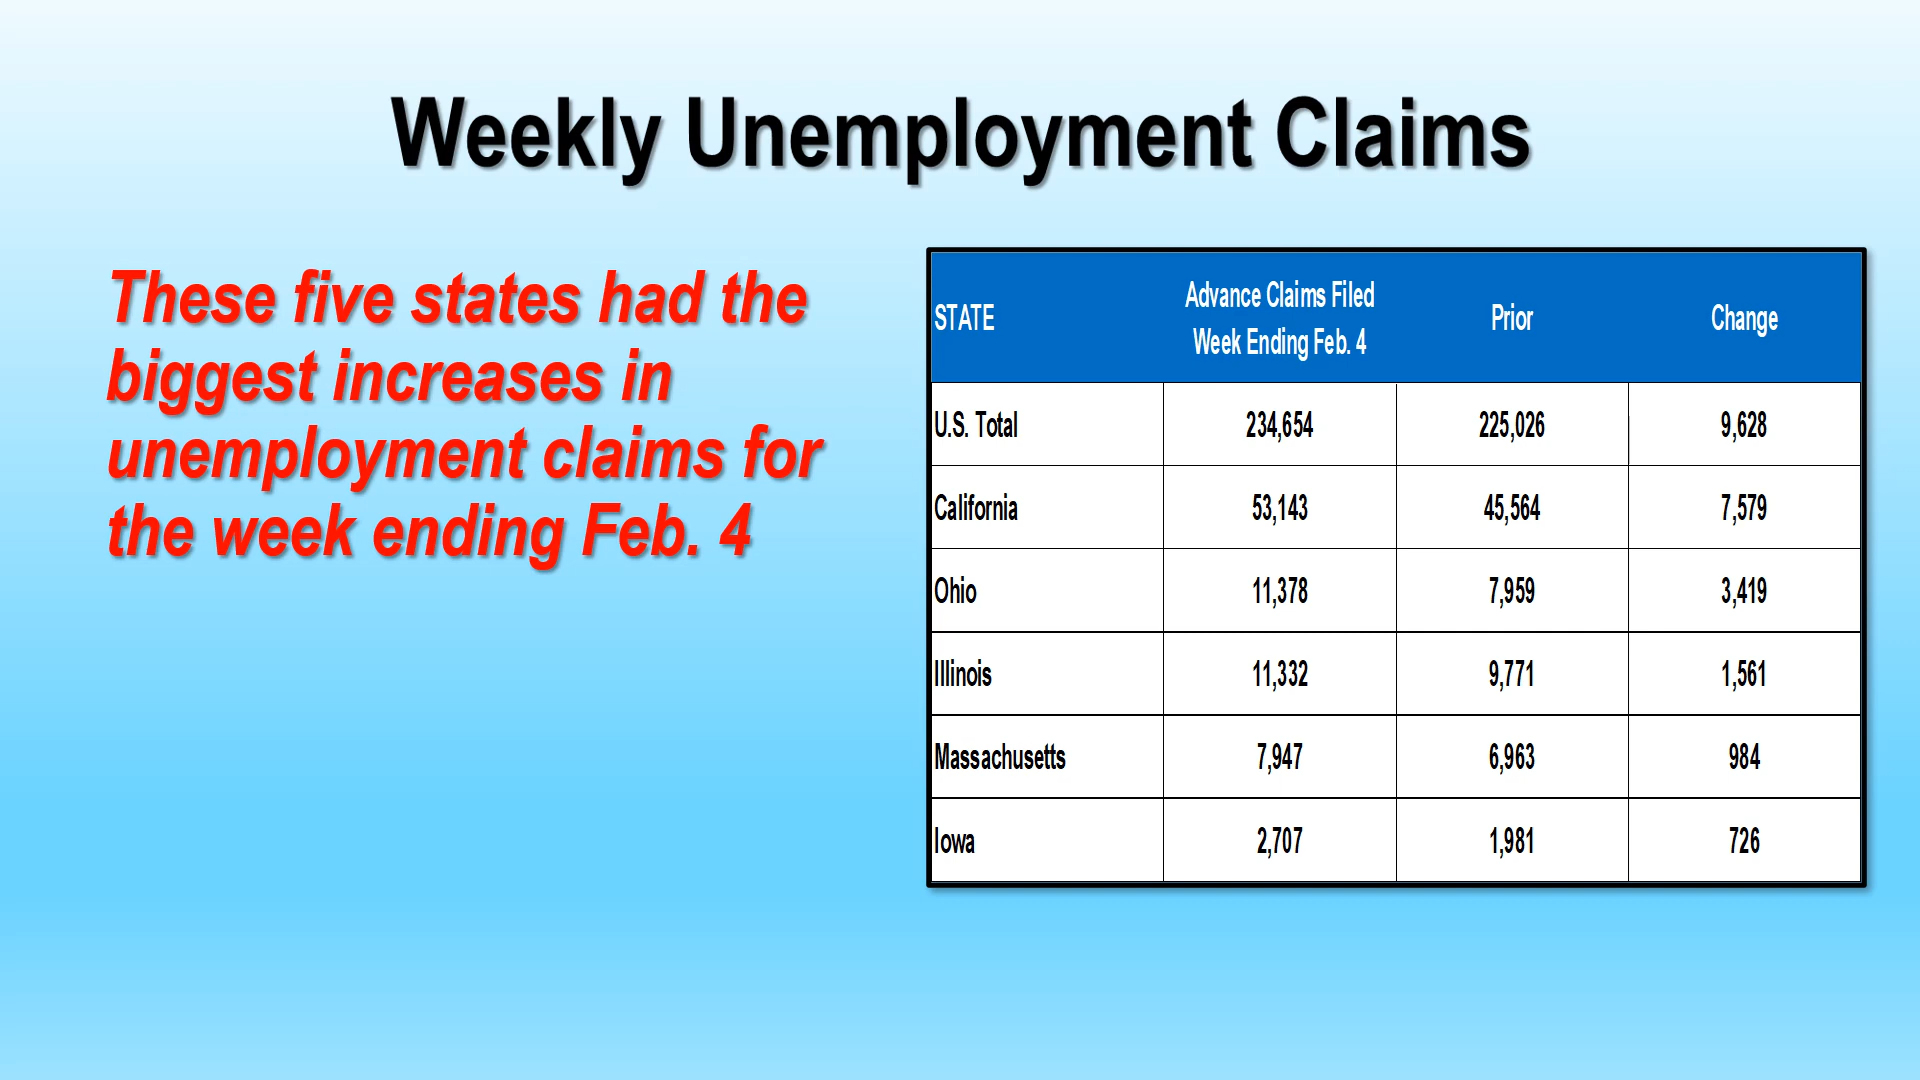 Weekly Unemployment Claims
These five states had the
biggest increases in
unemployment claims for
the week ending Feb. 4
STATE Advance Claims Filed Week Ending Feb. 4 Prior Change
U.S. Total 234,654 225,026 9,628
California 53,143 45,564 7,579
Ohio 11,378 7,959 3,419
Illinois 11,332 9,771 1,561
Massachusetts 7,947 6,963 984
Iowa 2,707 1,981 726